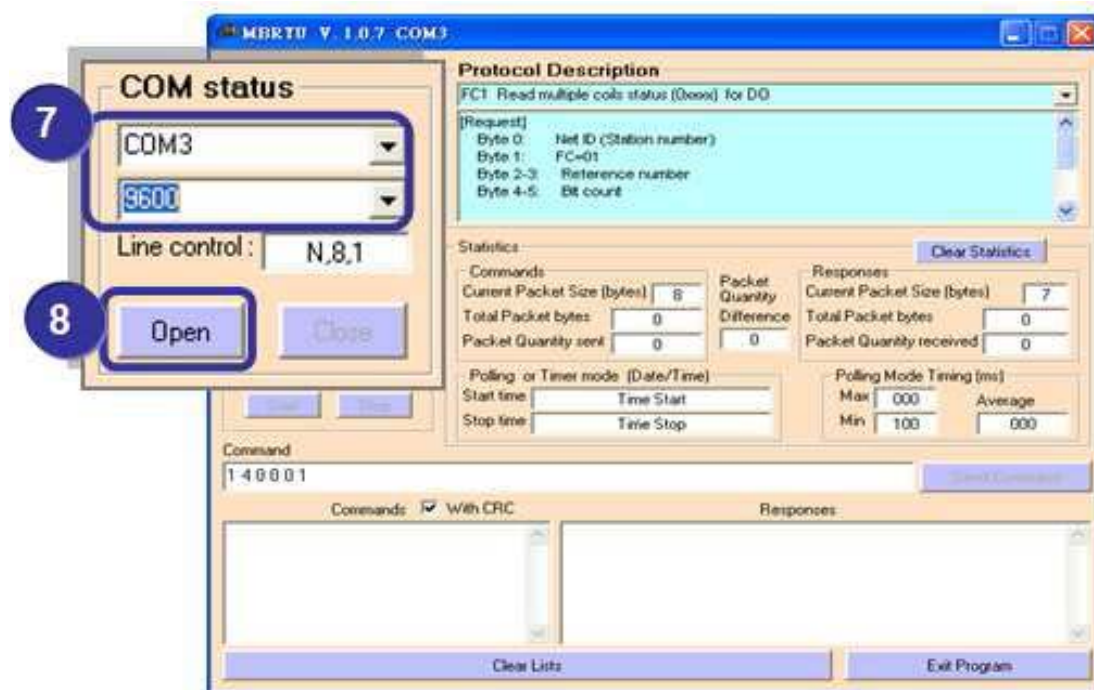 MBRTU V. 1.0.7 COM3
7
8
COM status
COM3
9600
Line control :
N,8,1
Open
Close
Protocol Description
FC1 Read multiple coils status (0xxxx) for DO
[Request]
Byte 0: Net ID (Station number)
Byte 1: FC=01
Byte 2-3: Reference number
Byte 4-5: Bit count
Statistics
Clear Statistics
Commands
Current Packet Size (bytes) 8
Total Packet bytes 0
Packet Quantity sent 0
Packet
Quantity
Difference
0
Responses
Current Packet Size (bytes) 7
Total Packet bytes 0
Packet Quantity received 0
Polling or Timer mode (Date/Time)
Start time Time Start
Stop time Time Stop
Polling Mode Timing (ms)
Max 000
Min 100
Average
000
Command
Send Command
Commands With CRC
Responses
Clear Lists
Exit Program